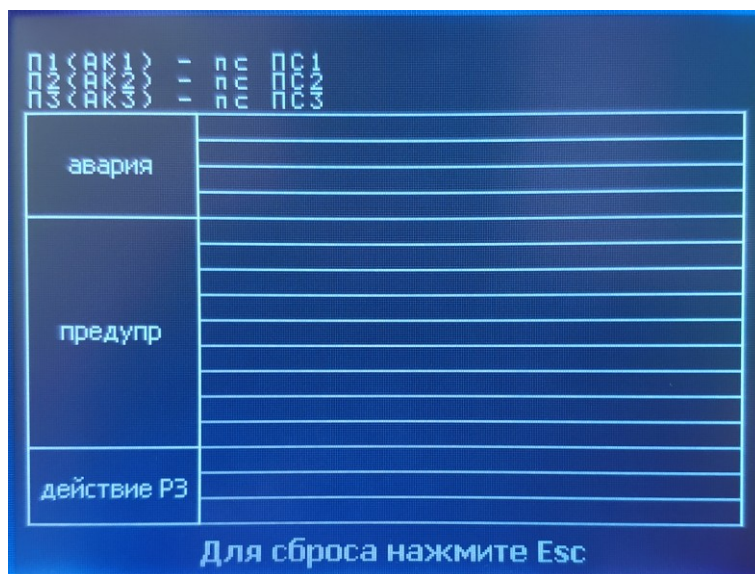 П1(АК1) - пс ПС1
П2(АК2) - пс ПС2
П3(АК3) - пс ПС3
авария
предупр
действие РЗ
Для сброса нажмите Esc